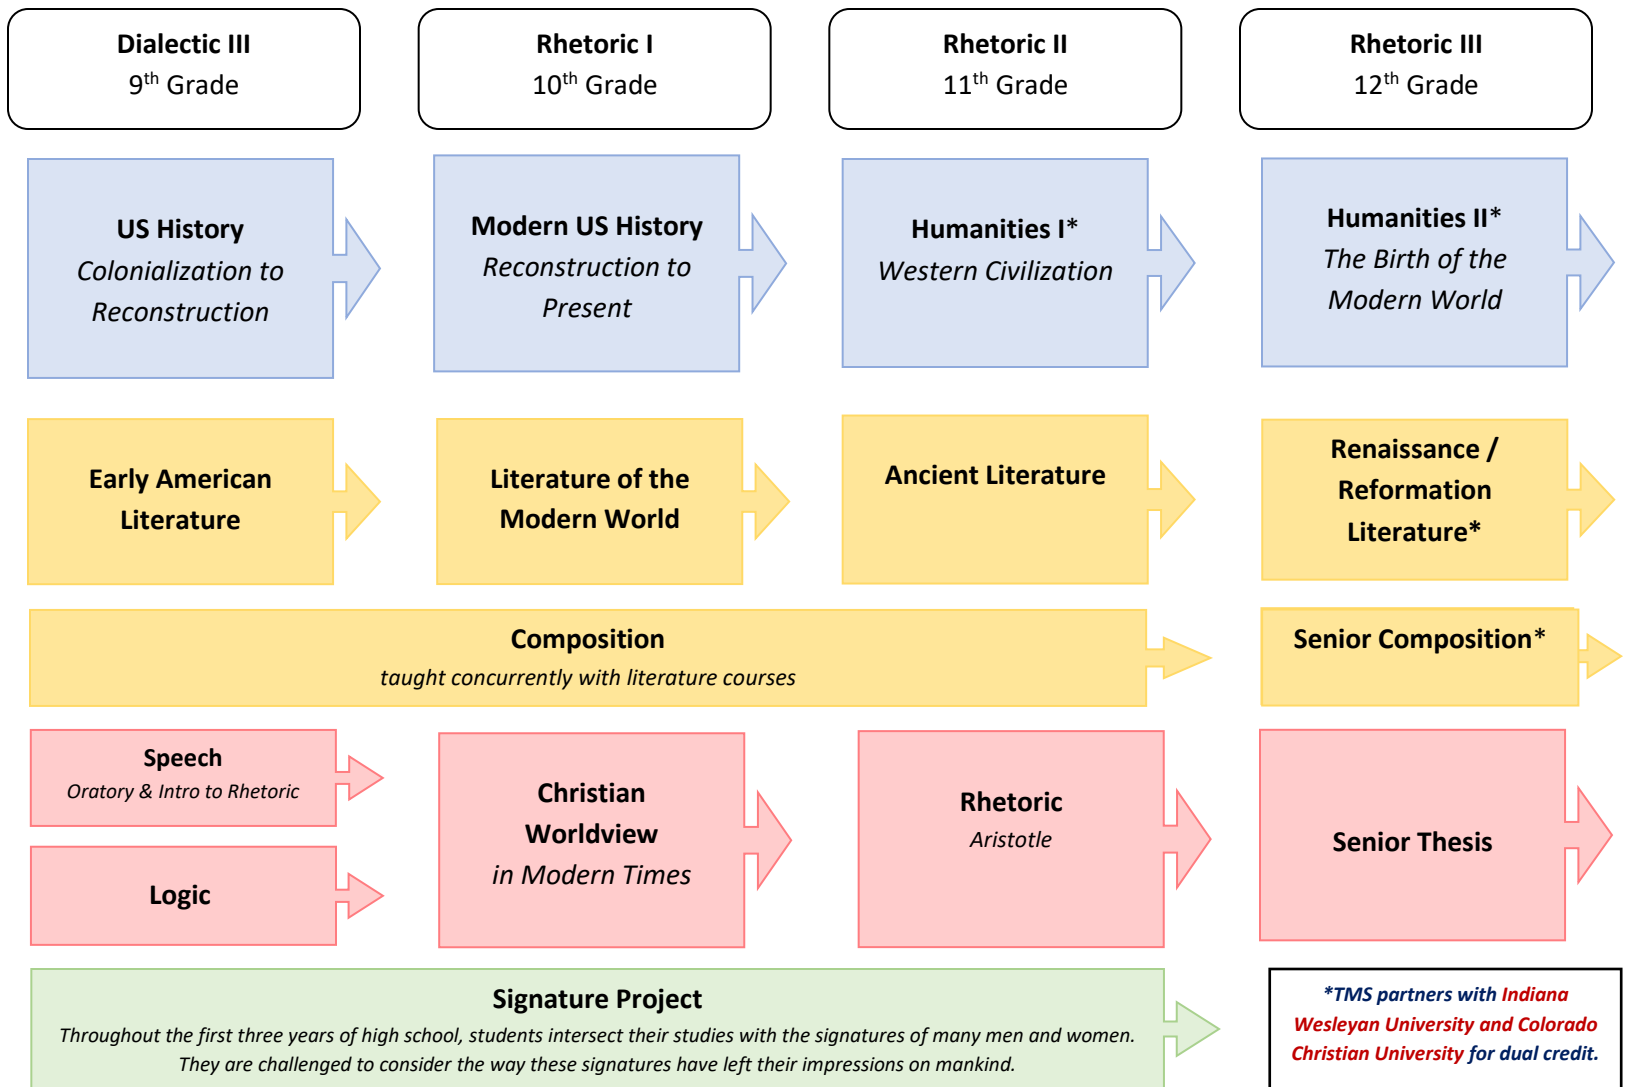 Dialectic III
9th Grade
Rhetoric I
10th Grade
Rhetoric II
11th Grade
Rhetoric III
12th Grade
US History
Colonialization to
Reconstruction
Modern US History
Reconstruction to
Present
Humanities I*
Western Civilization
Humanities II*
The Birth of the
Modern World
Early American
Literature
Literature of the
Modern World
Ancient Literature
Renaissance /
Reformation
Literature*
Composition
taught concurrently with literature courses
Senior Composition*
Speech
Oratory & Intro to Rhetoric
Logic
Christian
Worldview
in Modern Times
Rhetoric
Aristotle
Senior Thesis
Signature Project
Throughout the first three years of high school, students intersect their studies with the signatures of many men and women.
They are challenged to consider the way these signatures have left their impressions on mankind.
*TMS partners with Indiana
Wesleyan University and Colorado
Christian University for dual credit.